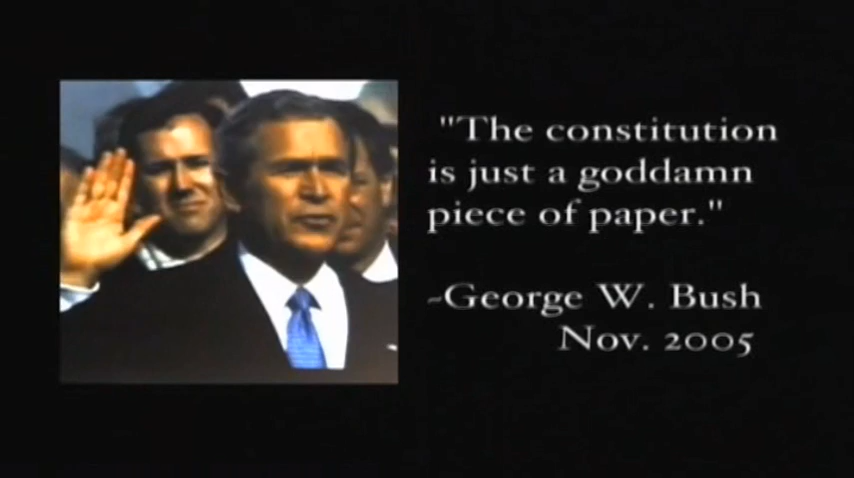 "The constitution
is just a goddamn
piece of paper."
-George W. Bush
Nov. 2005